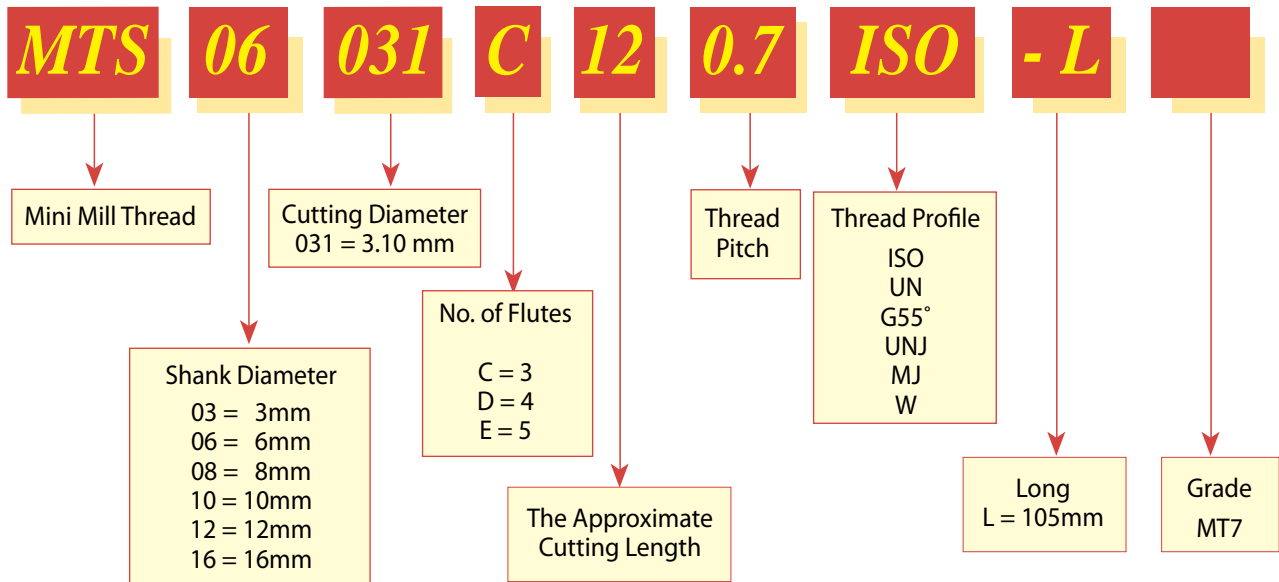 MTS 06 031 C 12 0.7 ISO - L
Mini Mill Thread
Shank Diameter
03 = 3mm
06 = 6mm
08 = 8mm
10 = 10mm
12 = 12mm
16 = 16mm
Cutting Diameter
031 = 3.10 mm
No. of Flutes
C = 3
D = 4
E = 5
The Approximate
Cutting Length
Thread
Pitch
Thread Profile
ISO
UN
G55°
UNJ
MJ
W
Long
L = 105mm
Grade
MT7